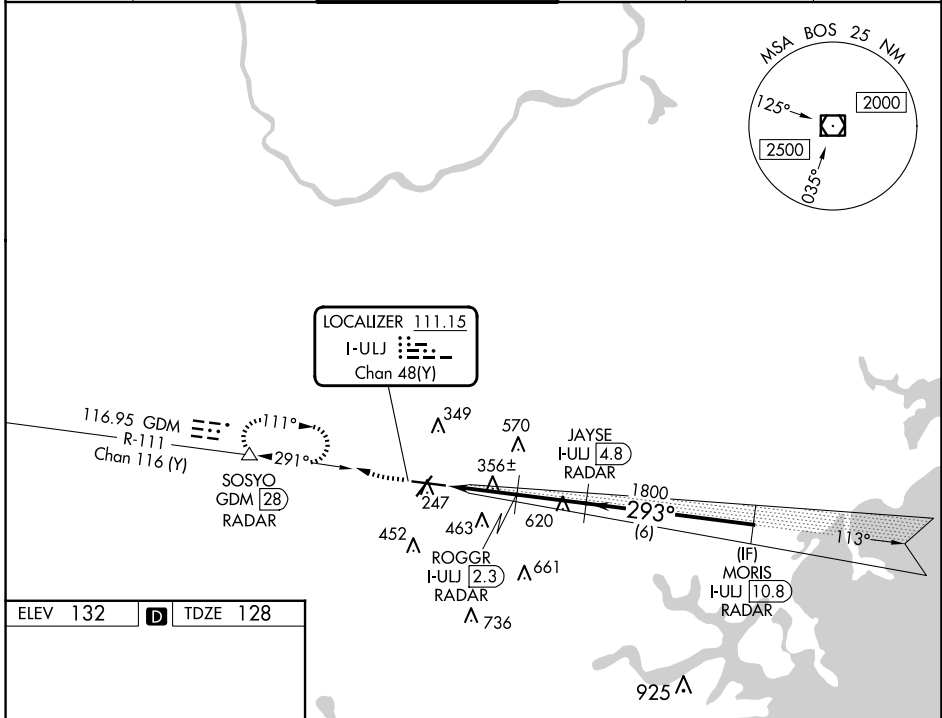 MSA BOS 25 NM
125°
2000
2500
035°
LOCALIZER 111.15
I-ULJ
Chan 48(Y)
116.95 GDM
R-111
Chan 116 (Y)
111°
291°
SOSYO
GDM 28
RADAR
349
570
356±
JAYSE
I-ULJ 4.8
RADAR
247
1800
293°
(6)
620
113°
452
463
ROGGR
I-ULJ 2.3
RADAR
661
736
(IF)
MORIS
I-ULJ 10.8
RADAR
925
ELEV 132 D TDZE 128